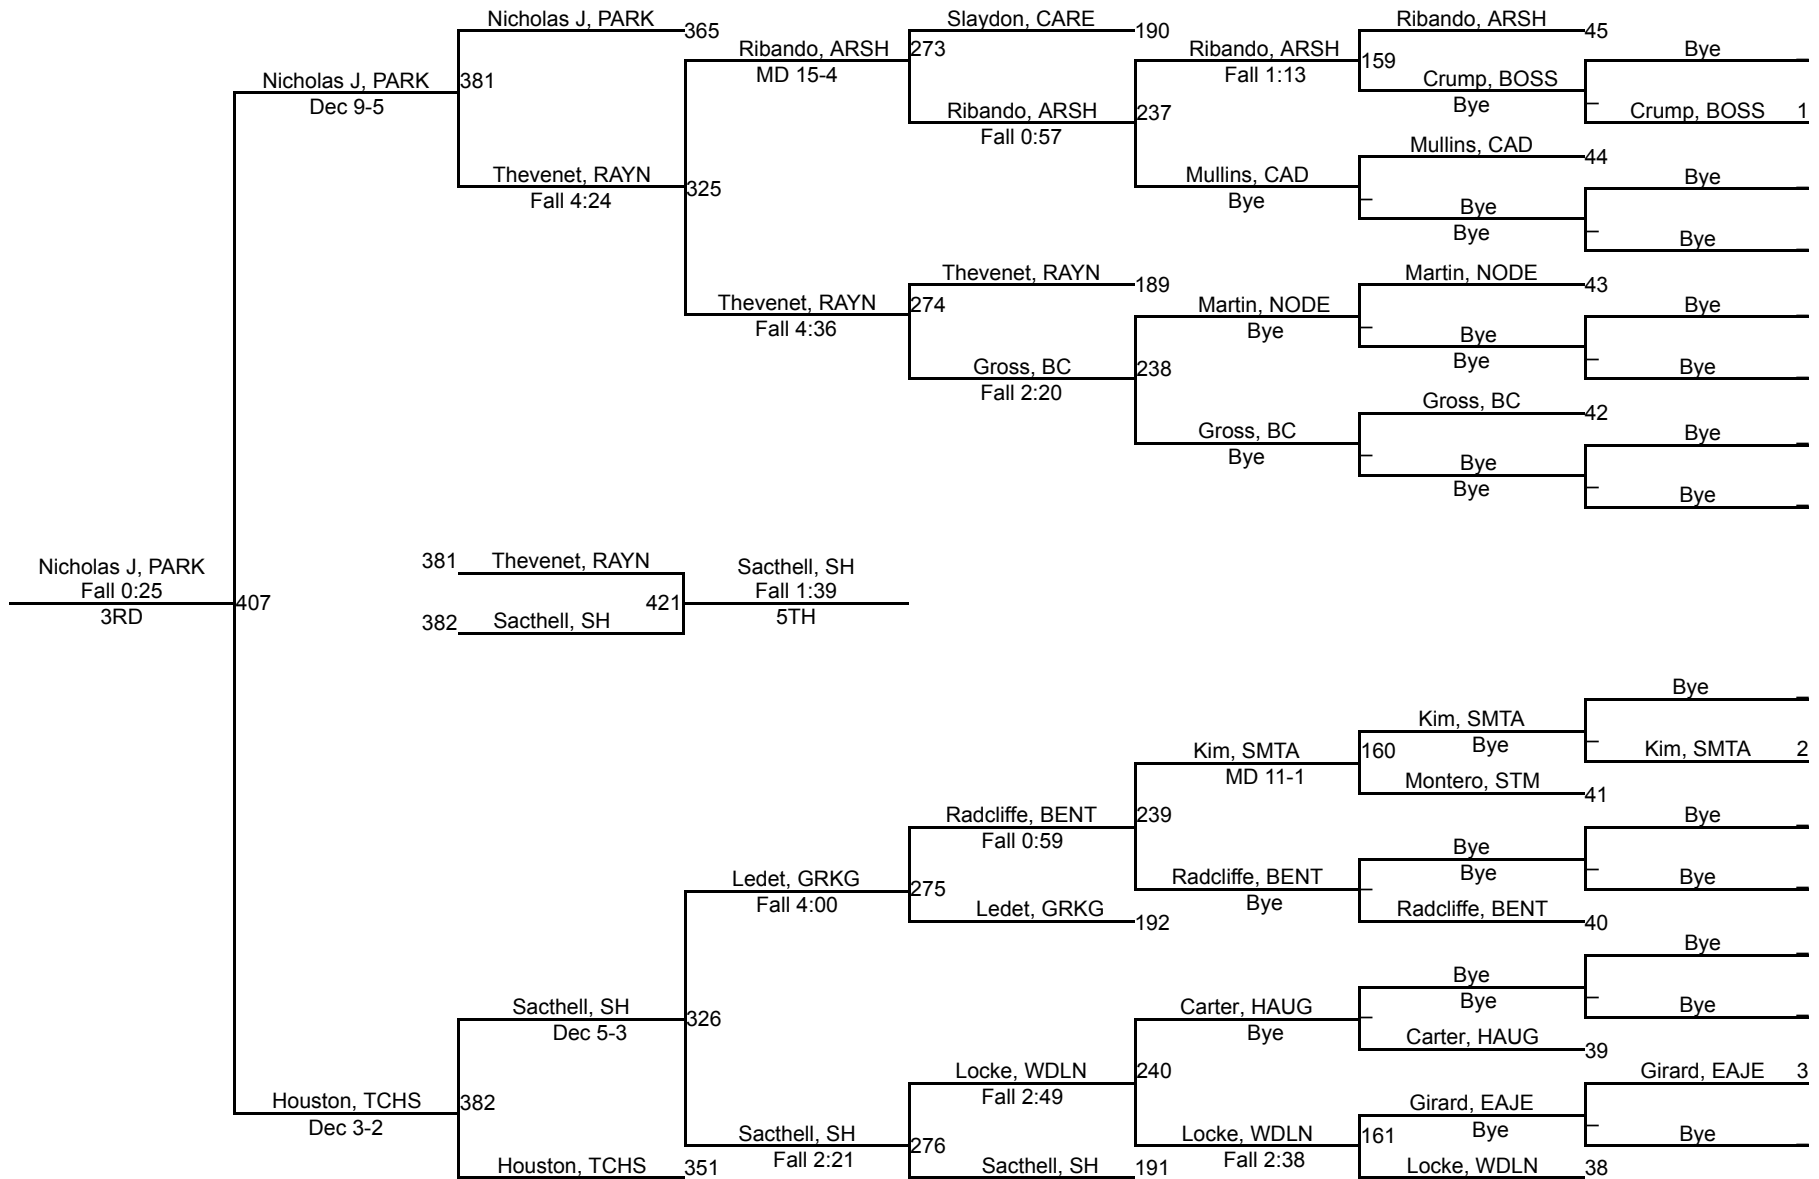 Nicholas J, PARK
365
Slaydon, CARE
190
Ribando, ARSH
45
Ribando, ARSH
MD 15-4
273
Ribando, ARSH
Fall 1:13
159
Bye
Nicholas J, PARK
Dec 9-5
381
Crump, BOSS
Bye
Ribando, ARSH
Fall 0:57
237
Crump, BOSS 1
Mullins, CAD
44
Thevenet, RAYN
Fall 4:24
325
Mullins, CAD
Bye
Bye
Bye
Bye
Bye
Thevenet, RAYN
189
Martin, NODE
43
Thevenet, RAYN
Fall 4:36
274
Martin, NODE
Bye
Bye
Bye
Bye
Gross, BC
Fall 2:20
238
Bye
Gross, BC
42
Gross, BC
Bye
Bye
Bye
Bye
Bye
Nicholas J, PARK
Fall 0:25
3RD
407
381
Thevenet, RAYN
382
Sacthell, SH
421
Sacthell, SH
Fall 1:39
5TH
Bye
Kim, SMTA
Bye
Kim, SMTA
MD 11-1
160
Kim, SMTA 2
Montero, STM
41
Radcliffe, BENT
Fall 0:59
239
Bye
Bye
Bye
Ledet, GRKG
Fall 4:00
275
Radcliffe, BENT
Bye
Bye
Ledet, GRKG
192
Radcliffe, BENT
40
Bye
Bye
Bye
Sacthell, SH
Dec 5-3
326
Carter, HAUG
Bye
Bye
Carter, HAUG
39
Locke, WDLN
Fall 2:49
240
Girard, EAJE 3
Houston, TCHS
Dec 3-2
382
Girard, EAJE
Bye
Sacthell, SH
Fall 2:21
276
Locke, WDLN
Fall 2:38
161
Bye
Houston, TCHS
351
Sacthell, SH
191
Locke, WDLN
38